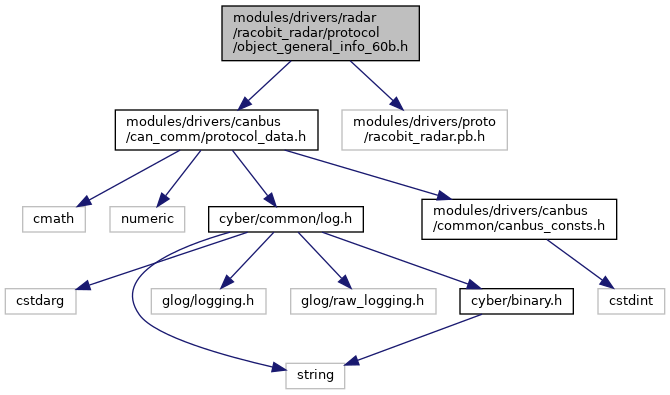 modules/drivers/radar
/racobit_radar/protocol
/object_general_info_60b.h
modules/drivers/canbus
/can_comm/protocol_data.h
modules/drivers/proto
/racobit_radar.pb.h
cmath
numeric
cyber/common/log.h
modules/drivers/canbus
/common/canbus_consts.h
cstdarg
glog/logging.h
glog/raw_logging.h
cyber/binary.h
cstdint
string